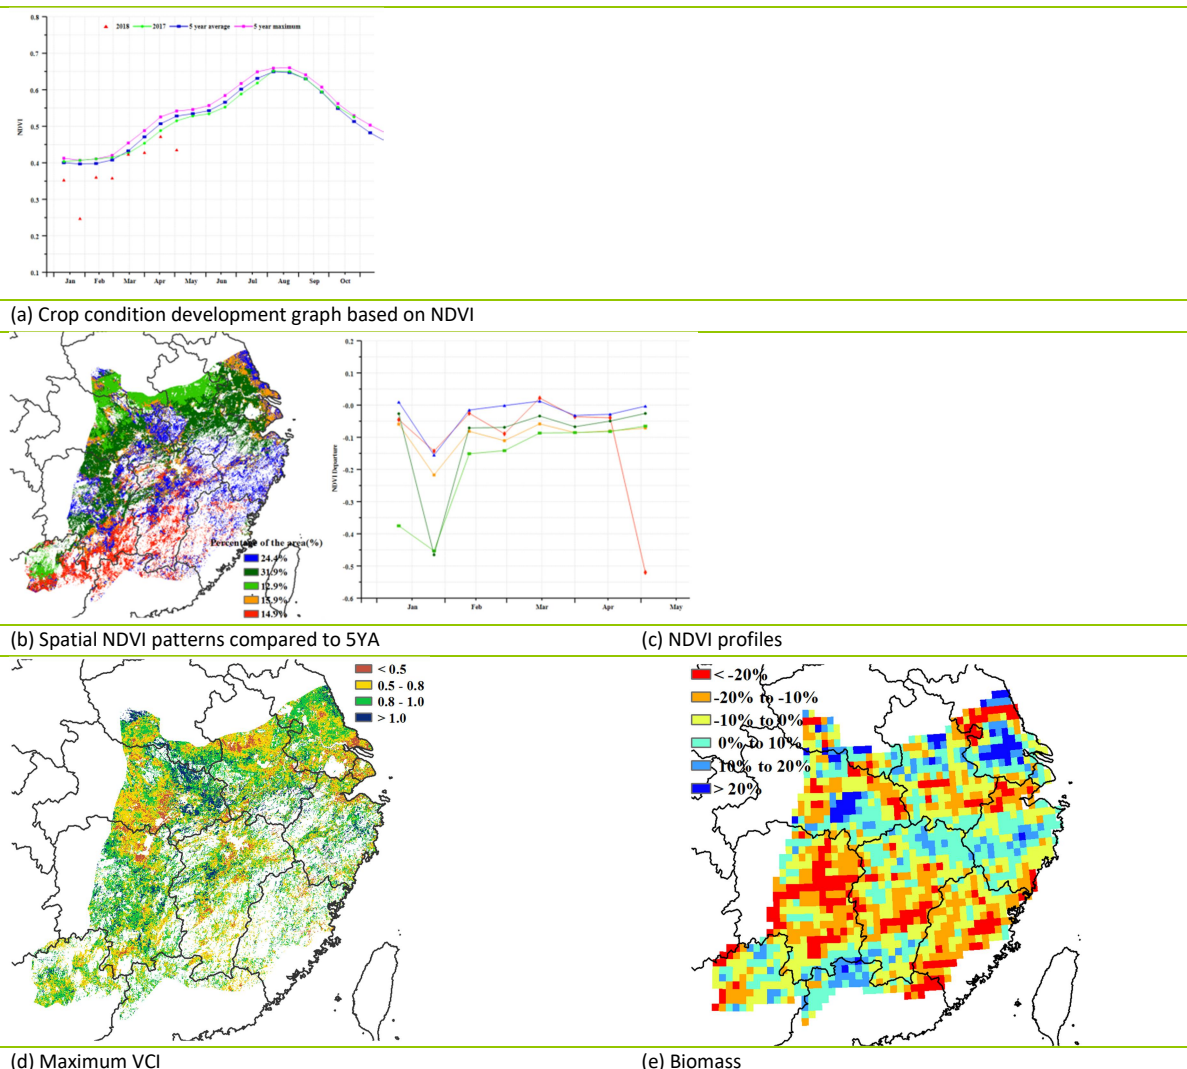 0.8
2018 2017 5 year average 5 year maximum
0.7
0.6
NDVI
0.5
0.4
0.3
0.2
0.1
Jan Feb Mar Apr May Jun Jul Aug Sep Oct
(a) Crop condition development graph based on NDVI
Percentage of the area(%)
24.4%
31.9%
12.9%
15.9%
14.9%
0.2
0.1
-0.0
-0.1
NDVI Departure
-0.2
-0.3
-0.4
-0.5
-0.6
Jan Feb Mar Apr May
(b) Spatial NDVI patterns compared to 5YA (c) NDVI profiles
< 0.5
0.5 - 0.8
0.8 - 1.0
> 1.0
< -20%
-20% to -10%
-10% to 0%
0% to 10%
10% to 20%
> 20%
(d) Maximum VCI (e) Biomass